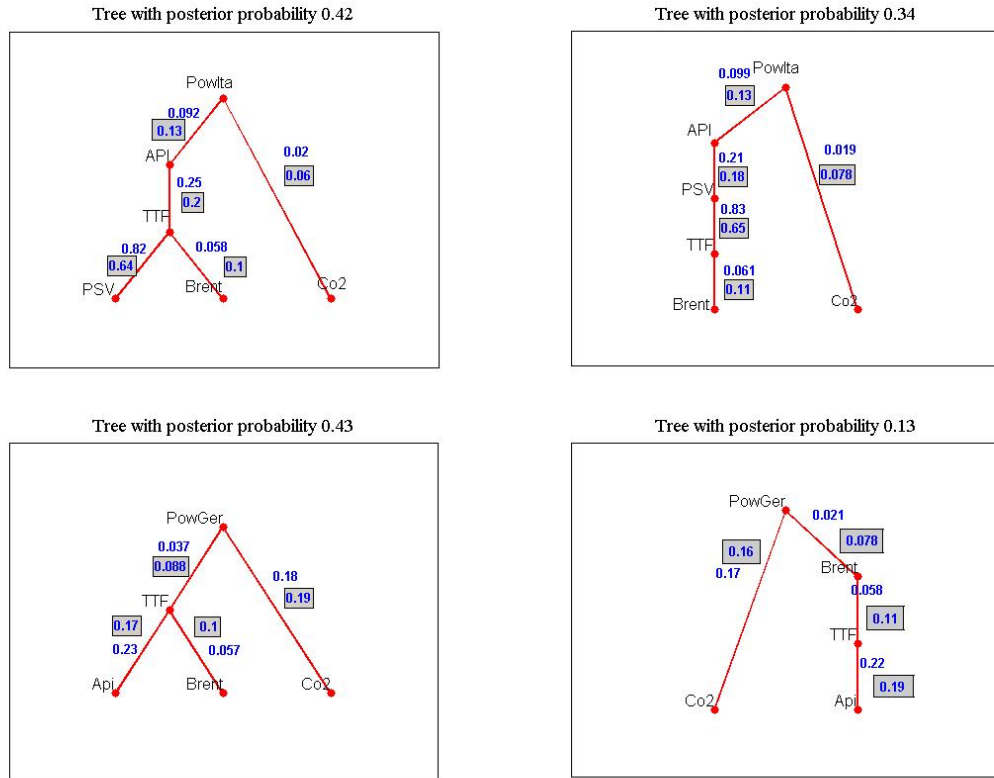 Tree with posterior probability 0.42
PowIta
0.092
0.13
API
0.02
0.06
0.25
0.2
TTF
0.82
0.64
0.058
0.1
PSV
Brent
Co2
Tree with posterior probability 0.34
0.099
PowIta
0.13
API
0.21
0.18
0.019
0.078
PSV
0.83
0.65
TTF
0.061
0.11
Brent
Co2
Tree with posterior probability 0.43
PowGer
0.037
0.088
0.18
0.19
TTF
0.17
0.1
0.23
0.057
Api
Brent
Co2
Tree with posterior probability 0.13
PowGer
0.021
0.16
0.078
0.17
Brent
0.058
0.11
TTF
0.22
0.19
Co2
Api